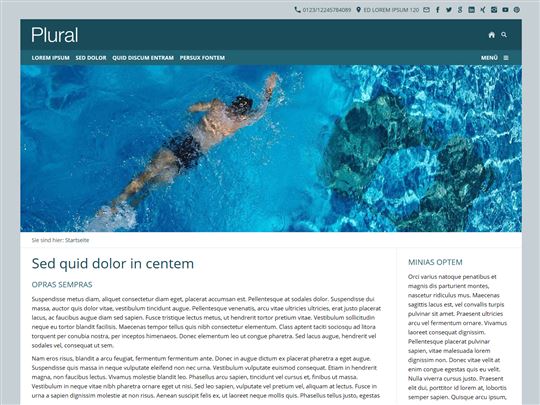 0123/12245784089 ED LOREM IPSUM 120
Plural
LOREM IPSUM SED DOLOR QUID DISCUM ENTRAM PERSUX FONTEM MENÜ
Sie sind hier: Startseite
Sed quid dolor in centem
OPRAS SEMPRAS
Suspendisse metus diam, aliquet consectetur diam eget, placerat accumsan est. Pellentesque at sodales dolor. Suspendisse dui
massa, auctor quis dolor vitae, vestibulum tincidunt augue. Pellentesque venenatis, arcu vitae ultricies ultricies, erat justo placerat
lacus, ac faucibus augue diam sed sapien. Fusce tristique lectus metus, ut hendrerit tortor pretium vitae. Vestibulum sollicitudin
neque eu tortor blandit facilisis. Maecenas tempor tellus quis nibh consectetur elementum. Class aptent taciti sociosqu ad litora
torquent per conubia nostra, per inceptos himenaeos. Donec elementum leo ut congue pharetra. Sed lacus augue, hendrerit vel
sodales vel, consequat ut sem.
Nam eros risus, blandit a arcu feugiat, fermentum fermentum ante. Donec in augue dictum ex placerat pharetra a eget augue.
Suspendisse quis massa in neque vulputate eleifend non nec urna. Vestibulum vulputate euismod consequat. Etiam in hendrerit
magna, non faucibus metus. Vivamus molestie blandit leo. Phasellus arcu sapien, tincidunt vel cursus et, finibus ut massa.
Vestibulum in neque vitae nibh pharetra ornare eget ut nisi. Sed leo sapien, vulputate vel pretium vel, aliquam at lectus. Fusce in
urna a sapien ornare dictum a non risus. Aenean suscipit felis ex, ut laoreet neque mollis quis. Phasellus tellus justo, egestas
MINIAS OPTEM
Orci varius natoque penatibus et
magnis dis parturient montes,
nascetur ridiculus mus. Maecenas
sagittis lacus est, vel convallis turpis
pulvinar sit amet. Praesent ultricies
arcu vel fermentum ornare. Vivamus
laoreet consequat dignissim.
Pellentesque placerat pulvinar
sapien, vitae malesuada lorem
dignissim non. Donec vitae velit at
enim congue egestas quis eu velit.
Nulla viverra cursus justo. Praesent
elit dui, porttitor id lorem at, lobortis
semper sapien. Quisque arcu ipsum,